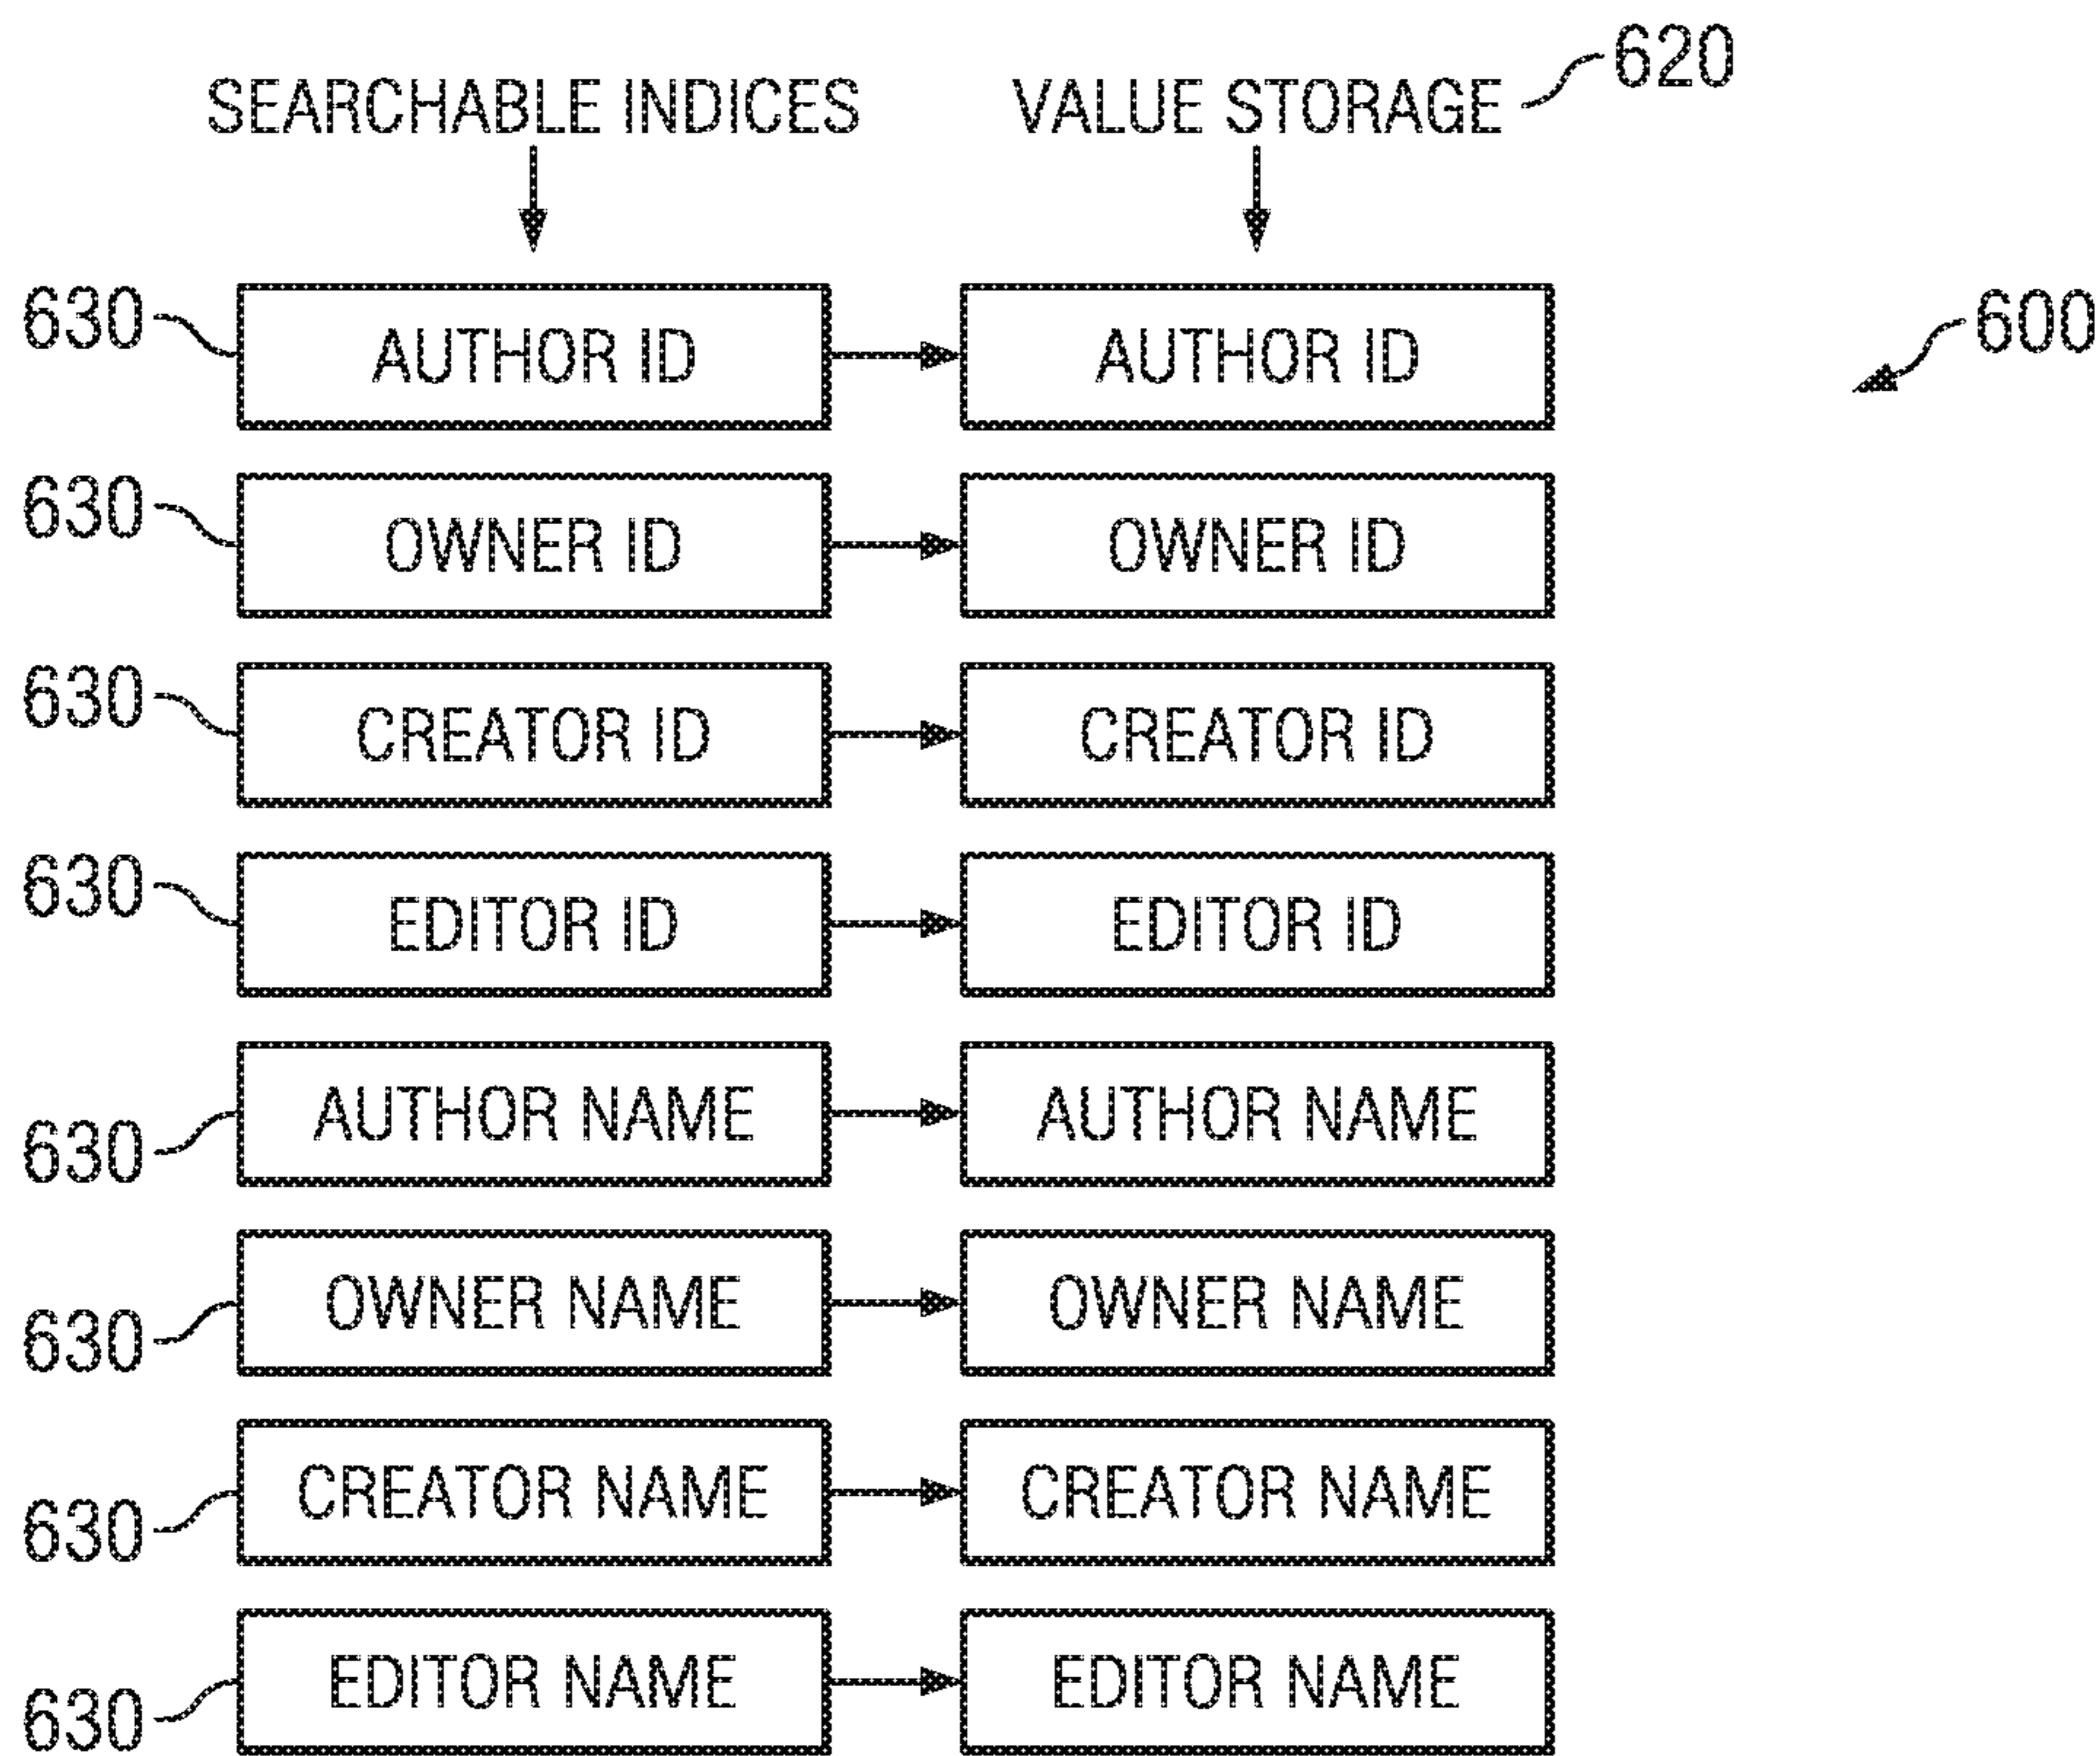 620
SEARCHABLE INDICES VALUE STORAGE
630 AUTHOR ID AUTHOR ID 600
630 OWNER ID OWNER ID
630 CREATOR ID CREATOR ID
630 EDITOR ID EDITOR ID
630 AUTHOR NAME AUTHOR NAME
630 OWNER NAME OWNER NAME
630 CREATOR NAME CREATOR NAME
630 EDITOR NAME EDITOR NAME